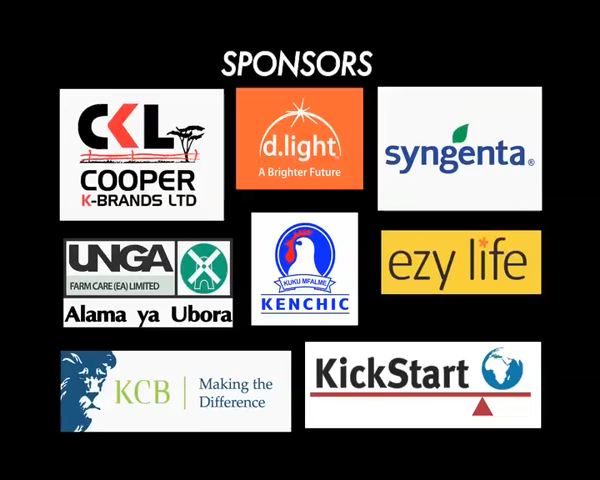 SPONSORS
CKL
COOPER
K-BRANDS LTD
d.light
A Brighter Future
syngenta®
UNGA
FARM CARE (EA) LIMITED
Alama ya Ubora
KUKU MFALME
KENCHIC
ezy life
KCB
Making the
Difference
KickStart